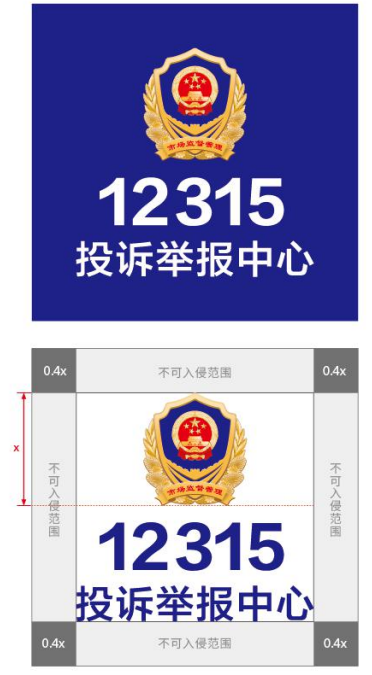 市场监督管理
12315
投诉举报中心
0.4x
不可入侵范围
0.4x
x
不可入侵范围
市场监督管理
不可入侵范围
12315
投诉举报中心
0.4x
不可入侵范围
0.4x